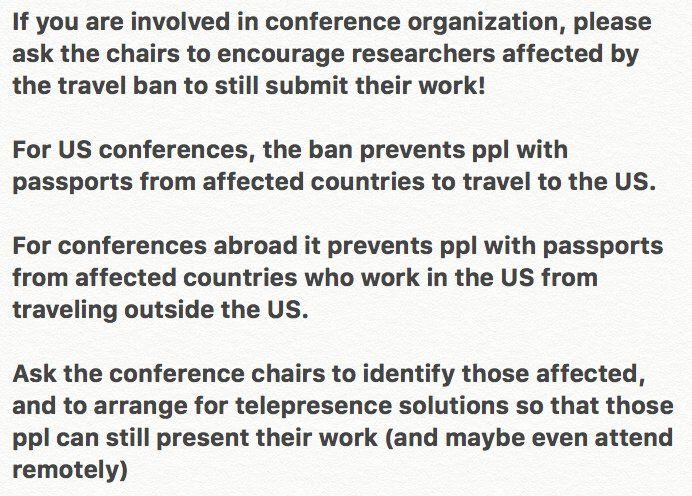 If you are involved in conference organization, please
ask the chairs to encourage researchers affected by
the travel ban to still submit their work!
For US conferences, the ban prevents ppl with
passports from affected countries to travel to the US.
For conferences abroad it prevents ppl with passports
from affected countries who work in the US from
traveling outside the US.
Ask the conference chairs to identify those affected,
and to arrange for telepresence solutions so that those
ppl can still present their work (and maybe even attend
remotely)